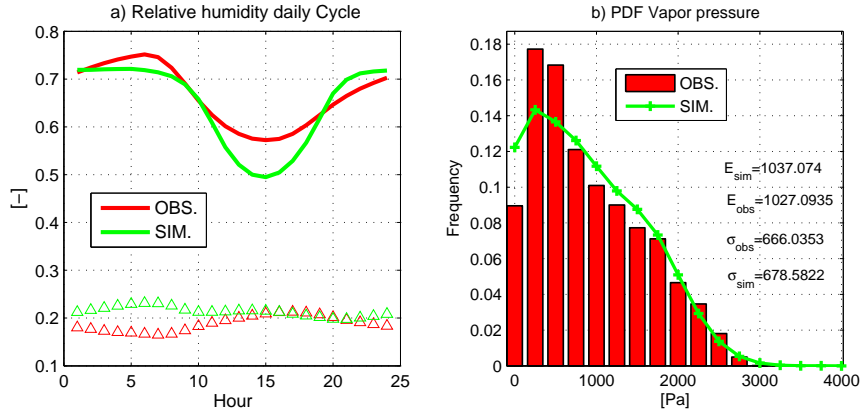 a) Relative humidity daily Cycle
0.8
0.7
0.6
0.5
0.4
0.3
0.2
0.1
[−]
OBS.
SIM.
0 5 10 15 20 25
Hour
b) PDF Vapor pressure
0.18
0.16
0.14
0.12
0.1
0.08
0.06
0.04
0.02
0
Frequency
OBS.
SIM.
E_sim=1037.074
E_obs=1027.0935
σ_obs=666.0353
σ_sim=678.5822
0 1000 2000 3000 4000
[Pa]